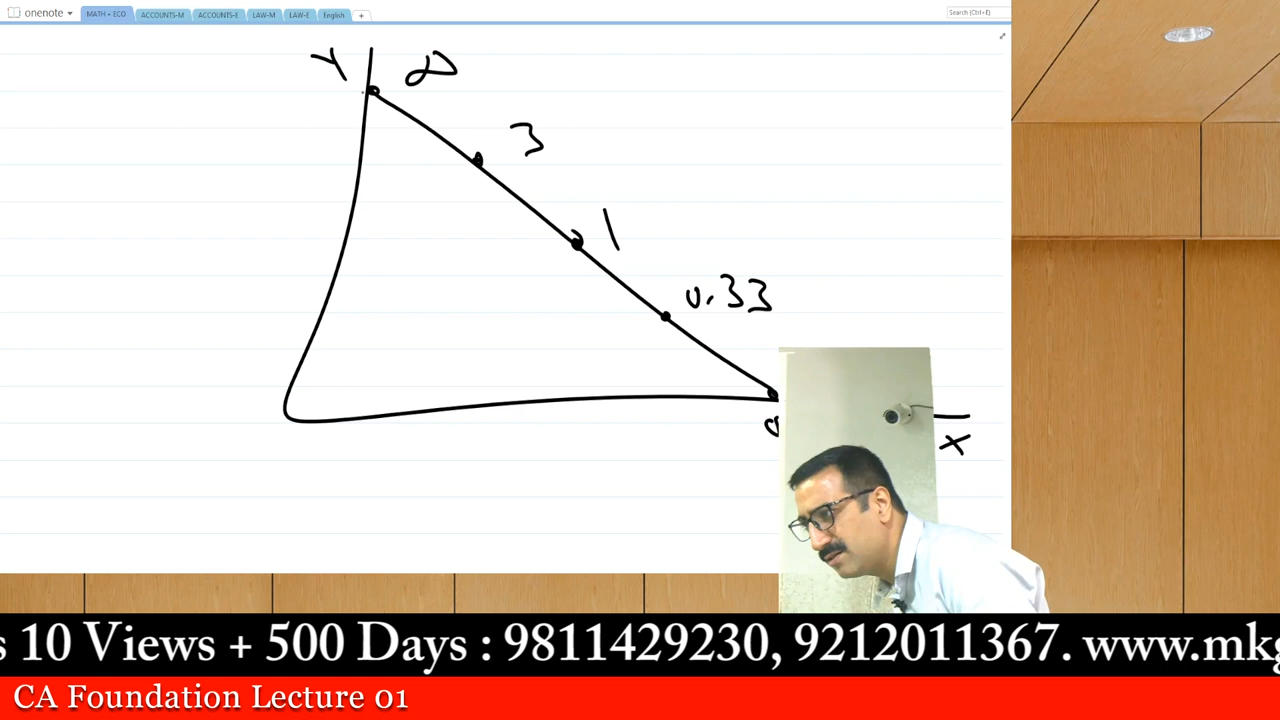 onenote MATH + ECO ACCOUNTS-M ACCOUNTS-E LAW-M LAW-E English + Search (Ctrl+E)
Y ∞
3
1
0.33
X
s 10 Views + 500 Days : 9811429230, 9212011367. www.mkg
CA Foundation Lecture 01